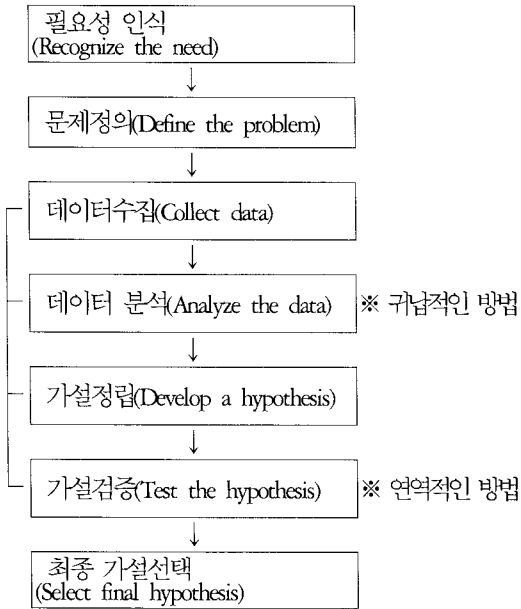 필요성 인식
(Recognize the need)
문제정의(Define the problem)
데이터수집(Collect data)
데이터 분석(Analyze the data) ※ 귀납적인 방법
가설정립(Develop a hypothesis)
가설검증(Test the hypothesis) ※ 연역적인 방법
최종 가설선택
(Select final hypothesis)